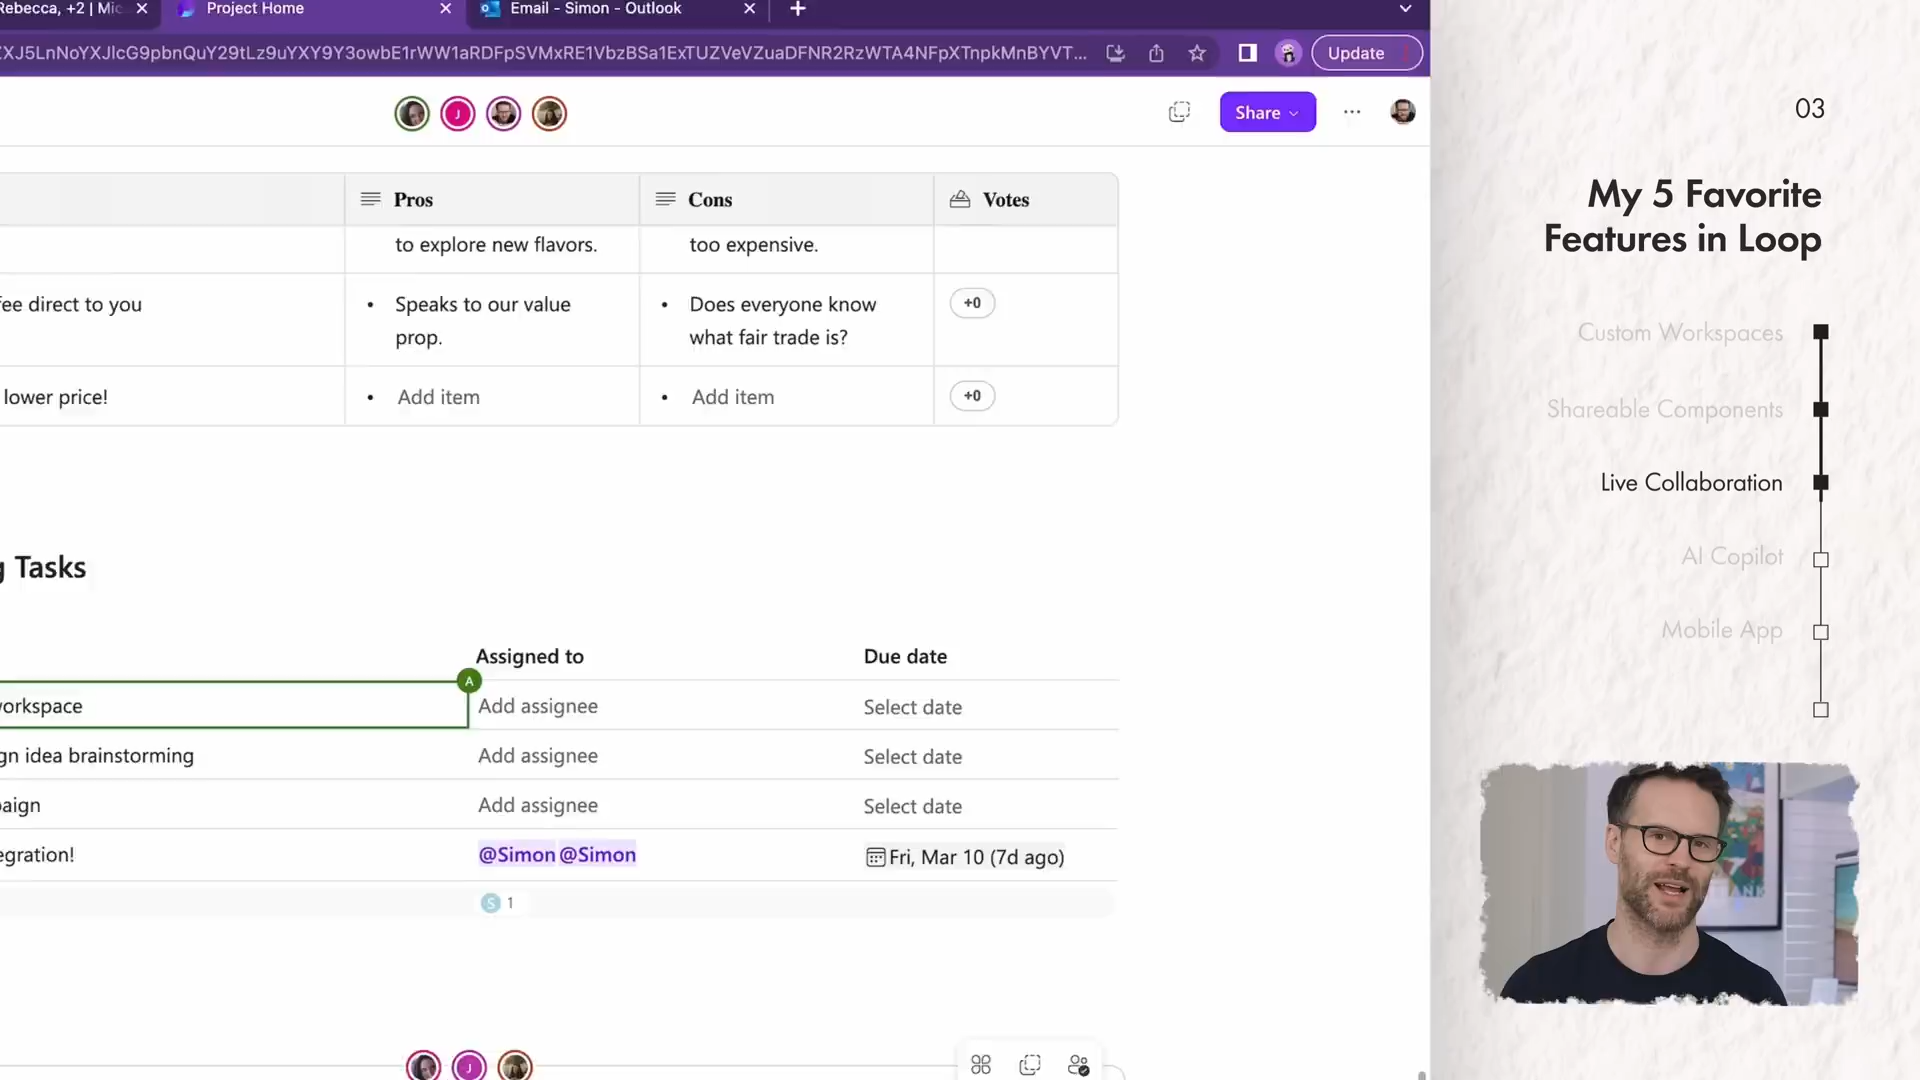 Rebecca, +2 | Mic
Project Home
Email - Simon - Outlook
XJ5LnNoYXJlcG9pbnQuY29tLz9uYXY9Y3owbE1rWW1aRDFpSVMxRE1VbzBSa1ExTUZVeVZuaDFNR2RzWTA4NFpXTnpkMnBYVT...
Update
J
Share
03
My 5 Favorite
Features in Loop
Custom Workspaces
Shareable Components
Live Collaboration
AI Copilot
Mobile App
Pros
Cons
Votes
to explore new flavors.
too expensive.
fee direct to you
Speaks to our value
prop.
Does everyone know
what fair trade is?
+0
lower price!
Add item
Add item
+0
g Tasks
Assigned to
Due date
A
workspace
Add assignee
Select date
gn idea brainstorming
Add assignee
Select date
paign
Add assignee
Select date
egration!
@Simon @Simon
Fri, Mar 10 (7d ago)
S 1
J